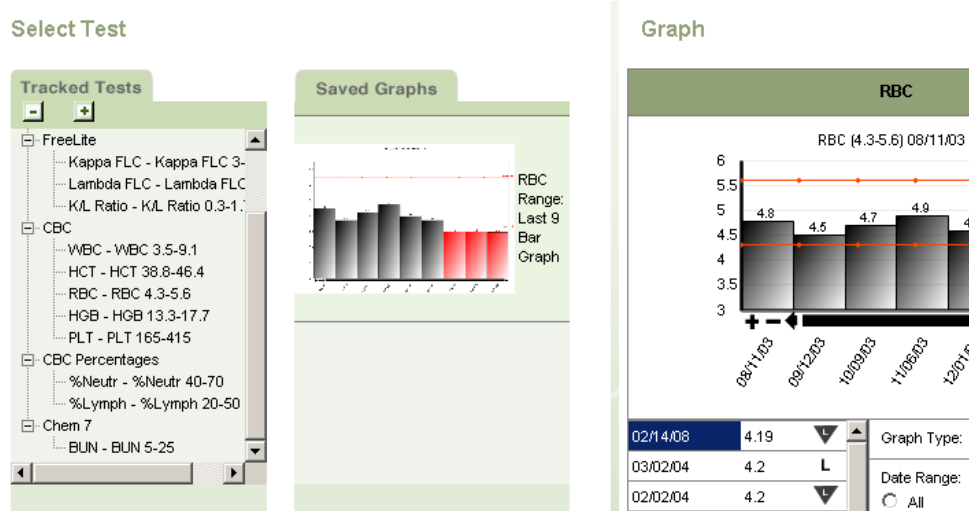 Select Test
Tracked Tests
FreeLite
Kappa FLC - Kappa FLC 3-
Lambda FLC - Lambda FLC
K/L Ratio - K/L Ratio 0.3-1.
CBC
WBC - WBC 3.5-9.1
HCT - HCT 38.8-46.4
RBC - RBC 4.3-5.6
HGB - HGB 13.3-17.7
PLT - PLT 165-415
CBC Percentages
%Neutr - %Neutr 40-70
%Lymph - %Lymph 20-50
Chem 7
BUN - BUN 5-25
Saved Graphs
RBC
Range:
Last 9
Bar
Graph
Graph
RBC
RBC (4.3-5.6) 08/11/03
6
5.5
5
4.5
4
3.5
3
4.8
4.5
4.7
4.9
08/11/03
09/12/03
10/09/03
11/06/03
02/14/08 4.19 L
03/02/04 4.2 L
02/02/04 4.2 L
Graph Type:
Date Range:
All